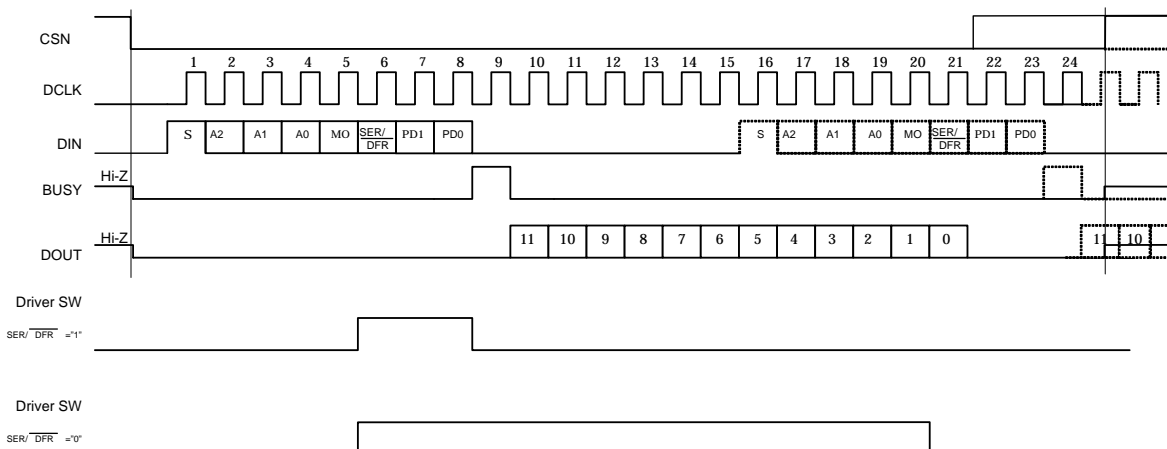 CSN
1 2 3 4 5 6 7 8 9 10 11 12 13 14 15 16 17 18 19 20 21 22 23 24
DCLK
S A2 A1 A0 MO SER/DFR PD1 PD0 S A2 A1 A0 MO SER/DFR PD1 PD0
DIN
Hi-Z
BUSY
Hi-Z
11 10 9 8 7 6 5 4 3 2 1 0 11 10
DOUT
Driver SW
SER/ DFR ="1"
Driver SW
SER/ DFR ="0"